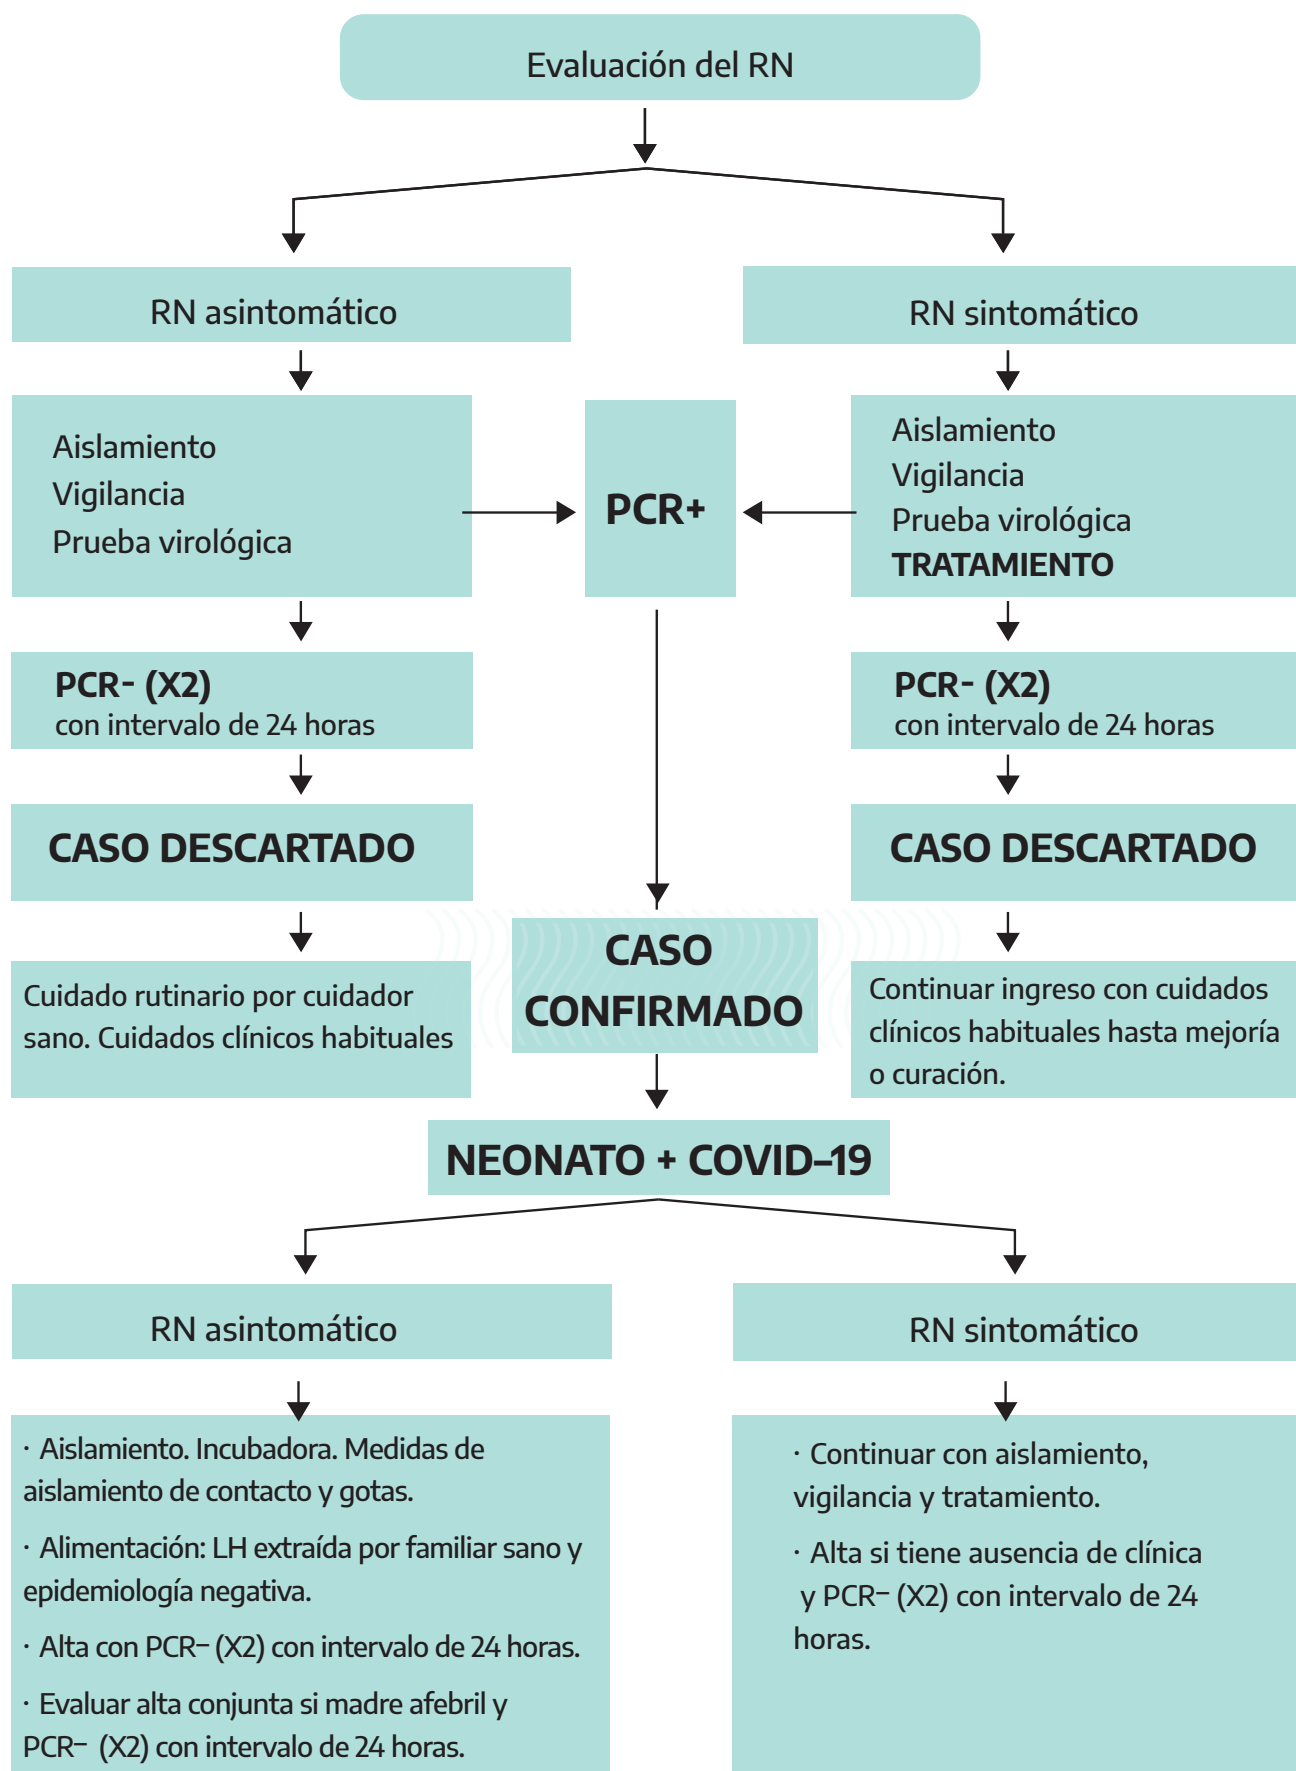 Evaluación del RN
RN asintomático
RN sintomático
Aislamiento
Vigilancia
Prueba virológica
PCR+
Aislamiento
Vigilancia
Prueba virológica
TRATAMIENTO
PCR- (X2)
con intervalo de 24 horas
PCR- (X2)
con intervalo de 24 horas
CASO DESCARTADO
CASO DESCARTADO
CASO
CONFIRMADO
Cuidado rutinario por cuidador
sano. Cuidados clínicos habituales
Continuar ingreso con cuidados
clínicos habituales hasta mejoría
o curación.
NEONATO + COVID–19
RN asintomático
RN sintomático
· Aislamiento. Incubadora. Medidas de
aislamiento de contacto y gotas.
· Alimentación: LH extraída por familiar sano y
epidemiología negativa.
· Alta con PCR– (X2) con intervalo de 24 horas.
· Evaluar alta conjunta si madre afebril y
PCR– (X2) con intervalo de 24 horas.
· Continuar con aislamiento,
vigilancia y tratamiento.
· Alta si tiene ausencia de clínica
y PCR– (X2) con intervalo de 24
horas.